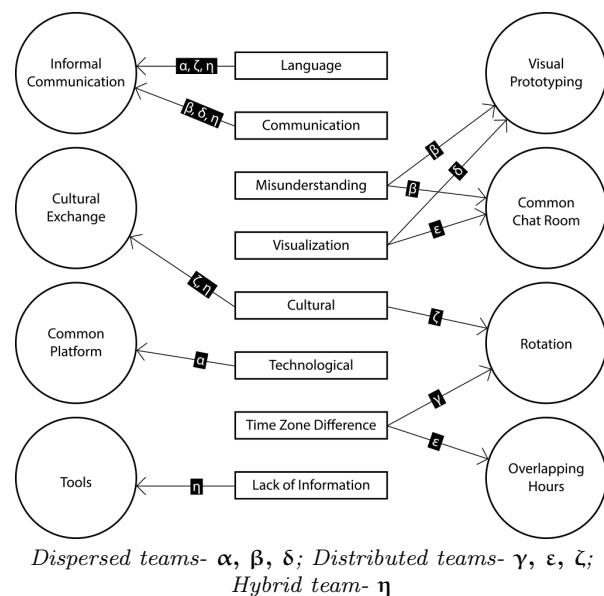 Informal
Communication
α, ζ, η
Language
Visual
Prototyping
β, δ, η
Communication
Cultural
Exchange
Misunderstanding
β
δ
β
Common
Chat Room
Visualization
ε
ζ, η
Cultural
ζ
Common
Platform
α
Technological
Rotation
γ
Time Zone Difference
ε
Tools
η
Lack of Information
Overlapping
Hours
Dispersed teams- α, β, δ; Distributed teams- γ, ε, ζ;
Hybrid team- η